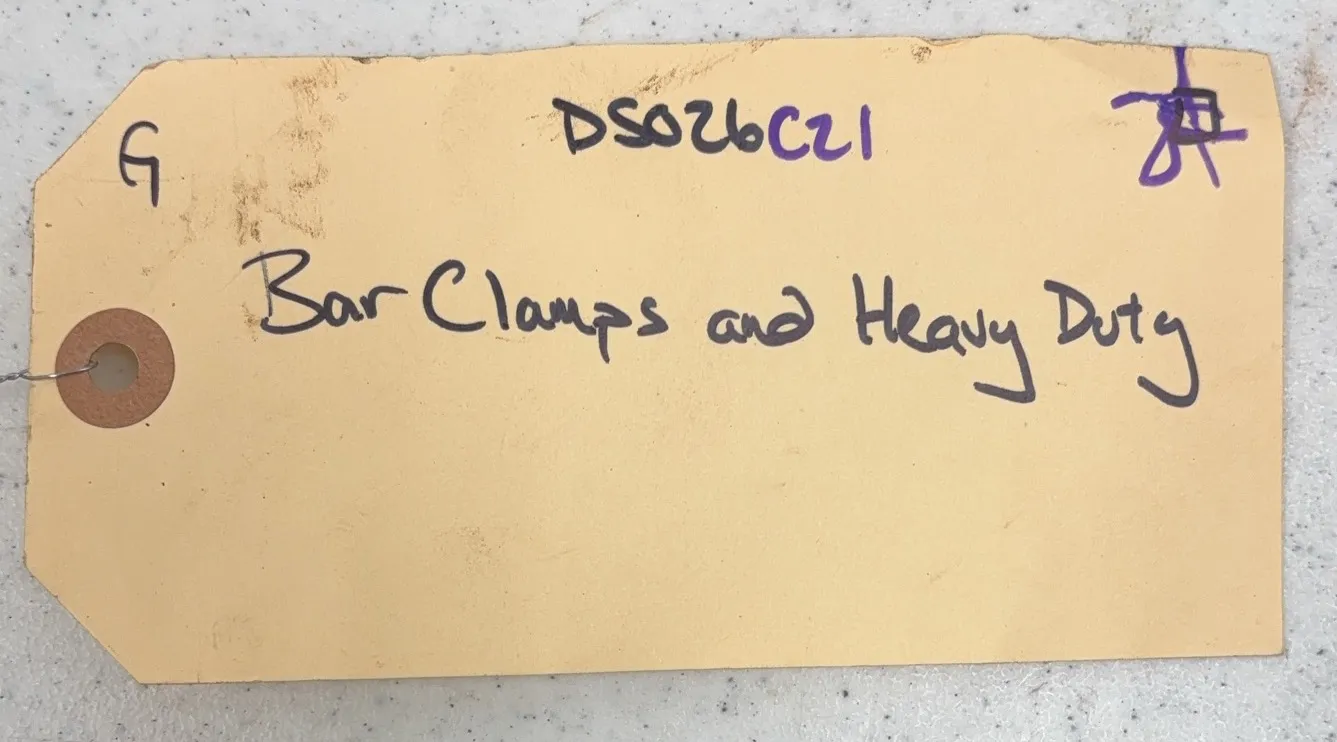 G
DS026C21
Bar Clamps and Heavy Duty